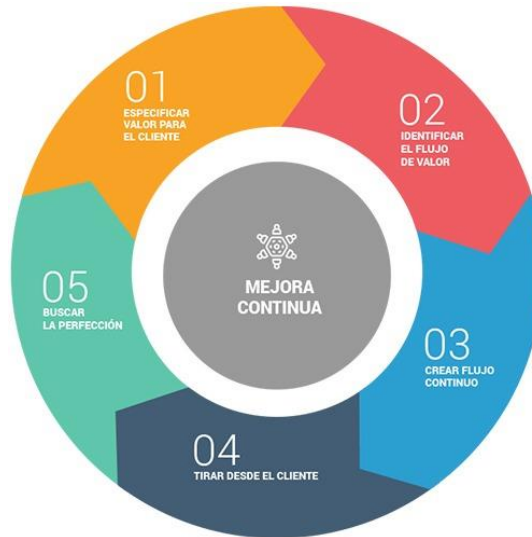 01
ESPECIFICAR
VALOR PARA
EL CLIENTE
02
IDENTIFICAR
EL FLUJO
DE VALOR
03
CREAR FLUJO
CONTINUO
04
TIRAR DESDE EL CLIENTE
05
BUSCAR
LA PERFECCIÓN
MEJORA
CONTINUA